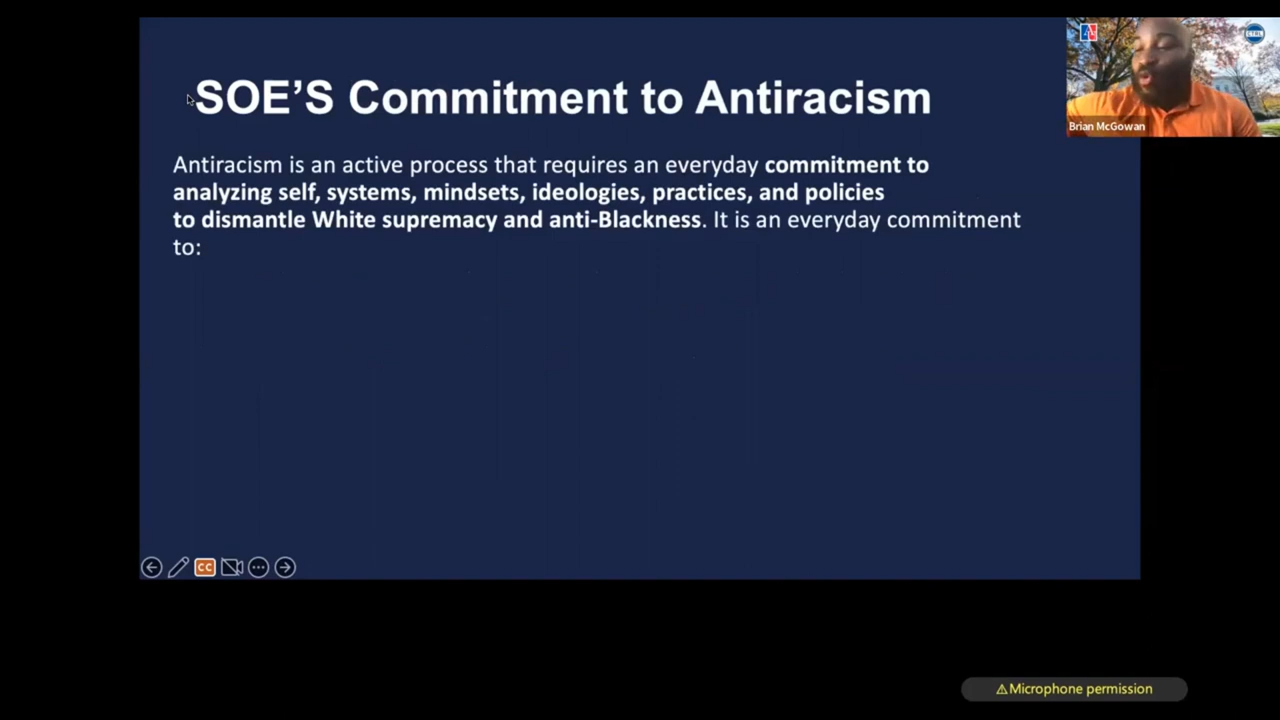 SOE'S Commitment to Antiracism
Antiracism is an active process that requires an everyday commitment to
analyzing self, systems, mindsets, ideologies, practices, and policies
to dismantle White supremacy and anti-Blackness. It is an everyday commitment
to:
Brian McGowan
CTRL
CC
⚠Microphone permission